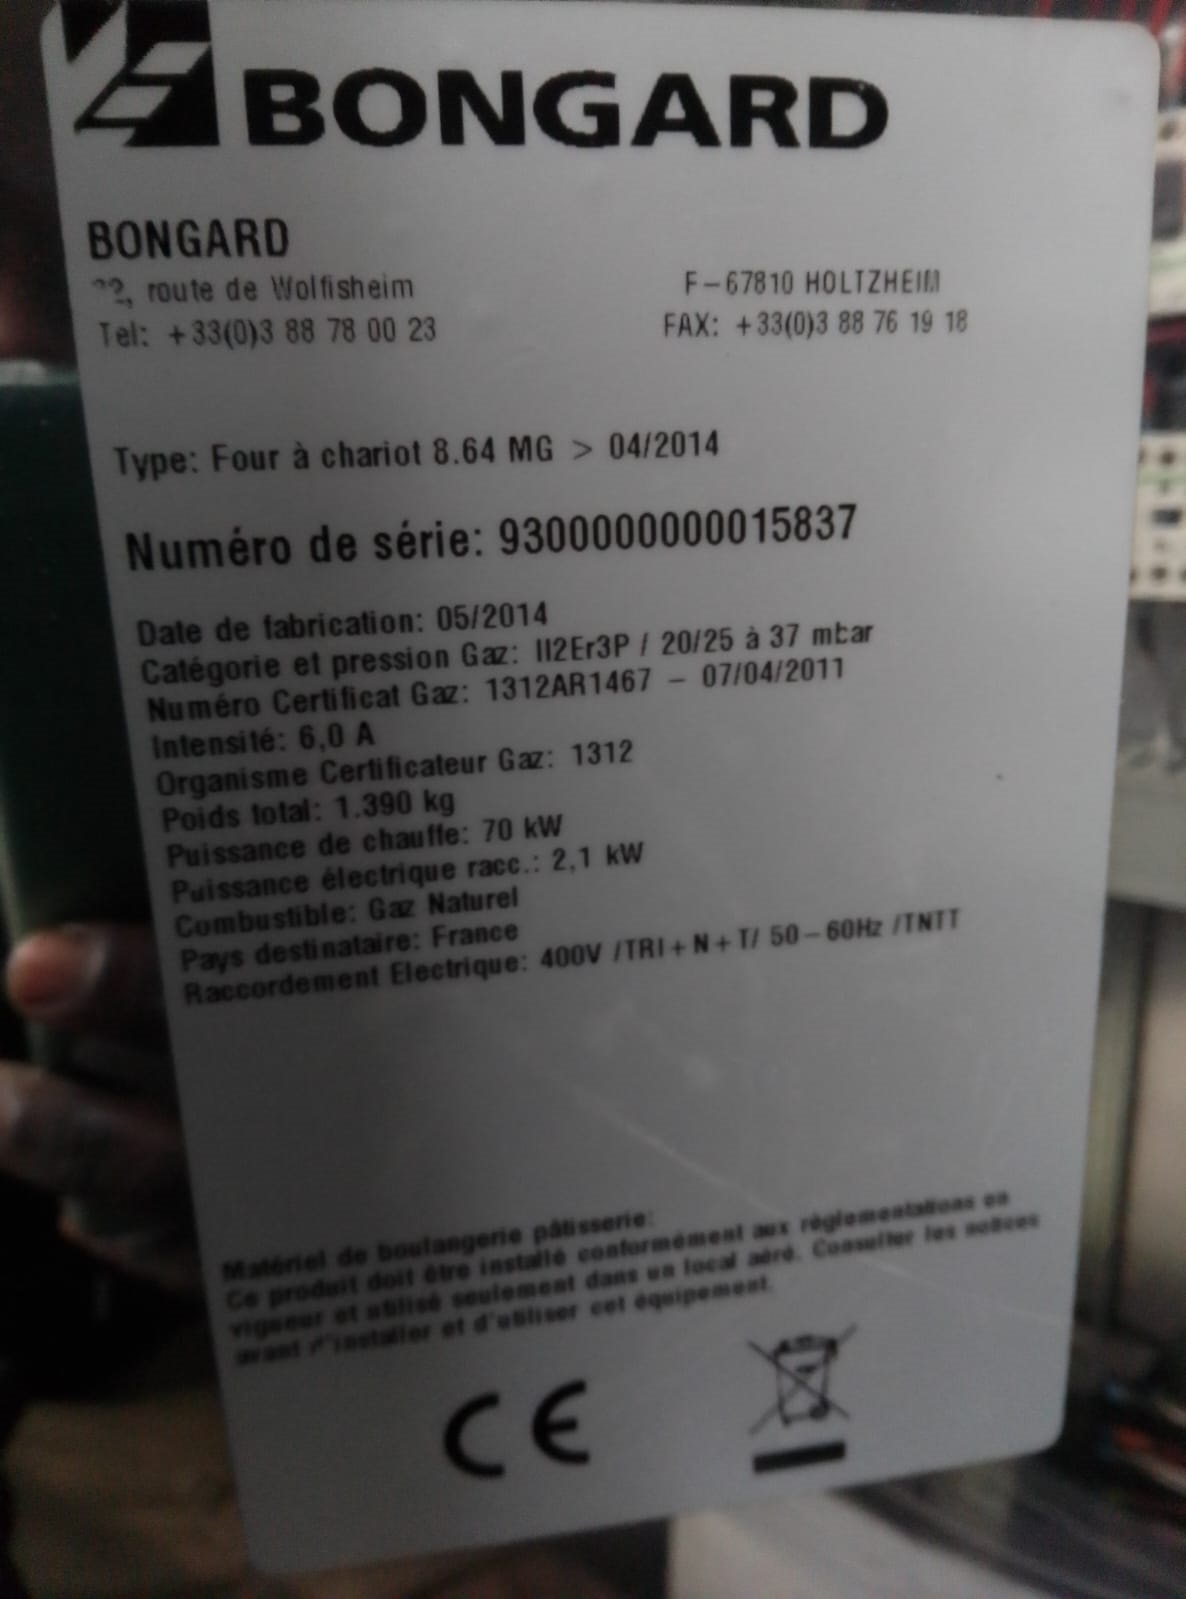 BONGARD
BONGARD
route de Wolfisheim F-67810 HOLTZHEIM
Tel: +33(0)3 88 78 00 23 FAX: +33(0)3 88 76 19 18
Type: Four à chariot 8.64 MG > 04/2014
Numéro de série: 9300000000015837
Date de fabrication: 05/2014
Catégorie et pression Gaz: II2Er3P / 20/25 à 37 mbar
Numéro Certificat Gaz: 1312AR1467 - 07/04/2011
Intensité: 6,0 A
Organisme Certificateur Gaz: 1312
Poids total: 1.390 kg
Puissance de chauffe: 70 kW
Puissance électrique racc.: 2,1 kW
Combustible: Gaz Naturel
Pays destinataire: France
Raccordement Electrique: 400V /TRI+N+T/ 50-60Hz /TNTT
Matériel de boulangerie pâtisserie:
Ce produit doit être installé conformément aux règlementations en
vigueur et utilisé seulement dans un local aéré. Consulter les notices
avant d'installer et d'utiliser cet équipement.
CE